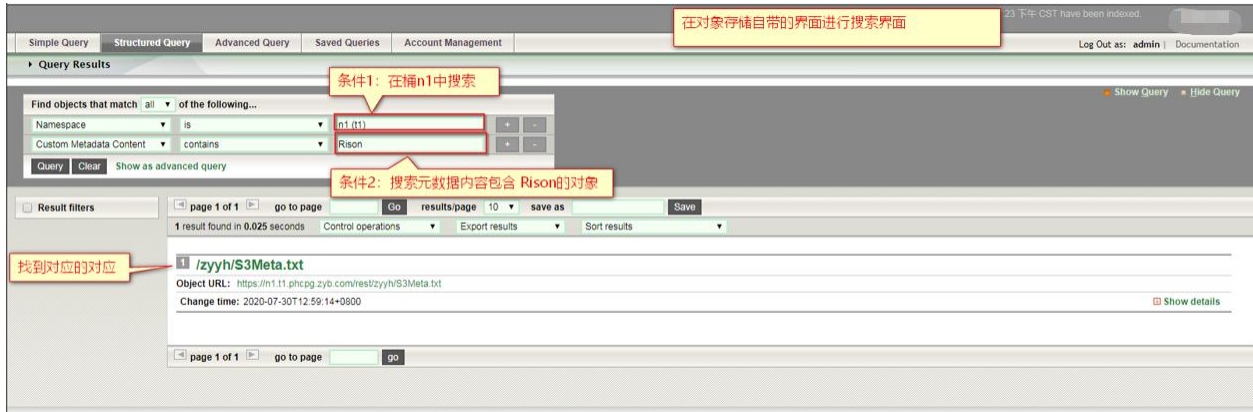 在对象存储自带的界面进行搜索界面
23 下午 CST have been indexed.
Simple Query Structured Query Advanced Query Saved Queries Account Management
Log Out as: admin | Documentation
Query Results
条件1：在桶n1中搜索
Show Query Hide Query
Find objects that match all of the following...
Namespace is n1 (t1) + -
Custom Metadata Content contains Rison + -
Query Clear Show as advanced query
条件2：搜索元数据内容包含 Rison的对象
Result filters
page 1 of 1 go to page Go results/page 10 save as Save
1 result found in 0.025 seconds Control operations Export results Sort results
找到对应的对应
1 /zyyh/S3Meta.txt
Object URL: https://n1.t1.phcpg.zyb.com/rest/zyyh/S3Meta.txt
Change time: 2020-07-30T12:59:14+0800
Show details
page 1 of 1 go to page go